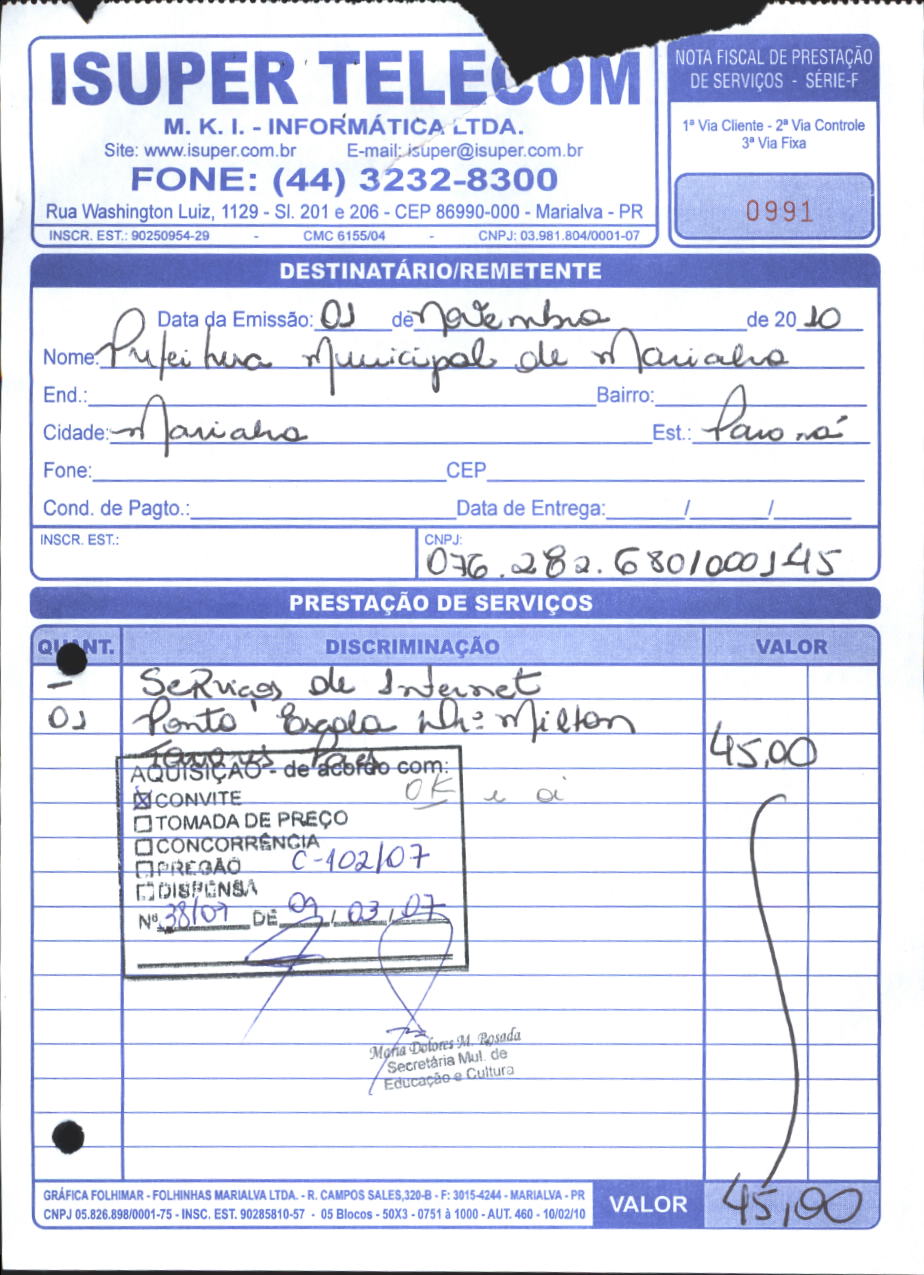 ISUPER TELECOM
M. K. I. - INFORMÁTICA LTDA.
Site: www.isuper.com.br E-mail: isuper@isuper.com.br
FONE: (44) 3232-8300
Rua Washington Luiz, 1129 - Sl. 201 e 206 - CEP 86990-000 - Marialva - PR
INSCR. EST.: 90250954-29 - CMC 6155/04 - CNPJ: 03.981.804/0001-07
NOTA FISCAL DE PRESTAÇÃO
DE SERVIÇOS - SÉRIE-F
1ª Via Cliente - 2ª Via Controle
3ª Via Fixa
0991
DESTINATÁRIO/REMETENTE
Data da Emissão: 01 de Novembro de 2010
Nome: Prefeitura Municipal de Marialva
End.: Bairro:
Cidade: Marialva Est.: Paraná
Fone: CEP
Cond. de Pagto.: Data de Entrega: / /
INSCR. EST.: CNPJ:
076.282.680/000145
PRESTAÇÃO DE SERVIÇOS
QUANT. DISCRIMINAÇÃO VALOR
- Serviços de Internet
01 Ponto Escola Milton
Tavares Paes 45,00
AQUISIÇÃO - de acordo com:
CONVITE OK
TOMADA DE PREÇO
CONCORRÊNCIA
PREGÃO C-102/07
DISPENSA
Nº 38/07 DE 09/03/07
Maria Dolores M. Posada
Secretária Mul. de
Educação e Cultura
GRÁFICA FOLHIMAR - FOLHINHAS MARIALVA LTDA. - R. CAMPOS SALES,320-B - F: 3015-4244 - MARIALVA - PR
CNPJ 05.826.898/0001-75 - INSC. EST. 90285810-57 - 05 Blocos - 50X3 - 0751 à 1000 - AUT. 460 - 10/02/10
VALOR 45,00